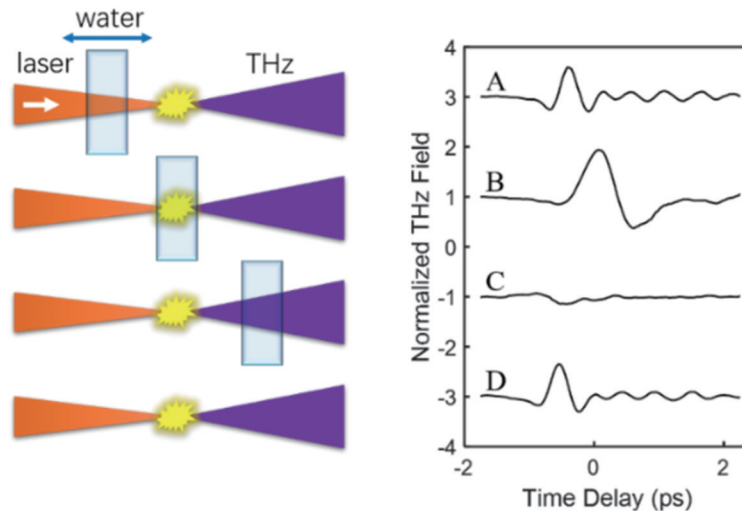 water
laser
THz
Normalized THz Field
4
3
2
1
0
-1
-2
-3
-4
A
B
C
D
-2
0
2
Time Delay (ps)